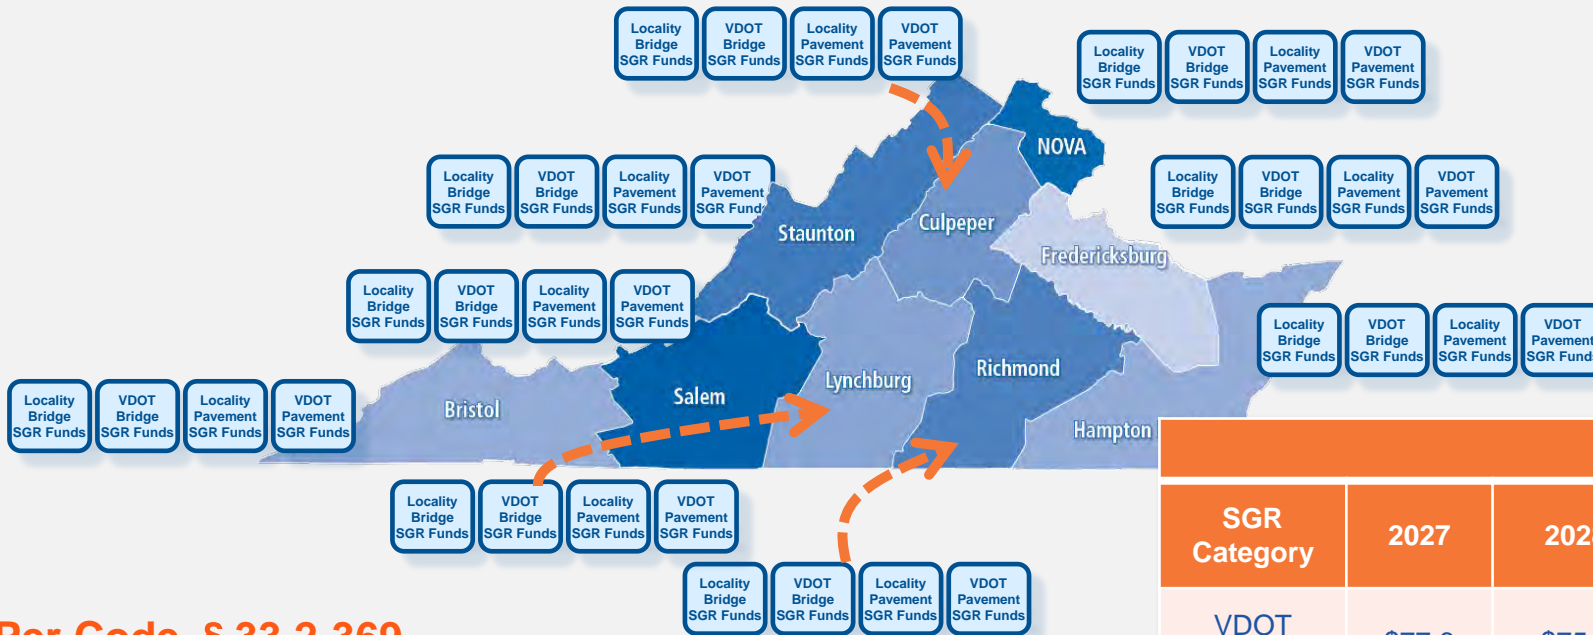 Locality
Bridge
SGR Funds
VDOT
Bridge
SGR Funds
Locality
Pavement
SGR Funds
VDOT
Pavement
SGR Funds
Locality
Bridge
SGR Funds
VDOT
Bridge
SGR Funds
Locality
Pavement
SGR Funds
VDOT
Pavement
SGR Funds
NOVA
Locality
Bridge
SGR Funds
VDOT
Bridge
SGR Funds
Locality
Pavement
SGR Funds
VDOT
Pavement
SGR Fund
Locality
Bridge
SGR Funds
VDOT
Bridge
SGR Funds
Locality
Pavement
SGR Funds
VDOT
Pavement
SGR Funds
Staunton
Culpeper
Fredericksburg
Locality
Bridge
SGR Funds
VDOT
Bridge
SGR Funds
Locality
Pavement
SGR Funds
VDOT
Pavement
SGR Funds
Locality
Bridge
SGR Funds
VDOT
Bridge
SGR Funds
Locality
Pavement
SGR Funds
VDOT
Pavement
SGR Funds
Locality
Bridge
SGR Funds
VDOT
Bridge
SGR Funds
Locality
Pavement
SGR Funds
VDOT
Pavement
SGR Funds
Bristol
Salem
Lynchburg
Richmond
Hampton
Locality
Bridge
SGR Funds
VDOT
Bridge
SGR Funds
Locality
Pavement
SGR Funds
VDOT
Pavement
SGR Funds
Locality
Bridge
SGR Funds
VDOT
Bridge
SGR Funds
Locality
Pavement
SGR Funds
VDOT
Pavement
SGR Funds
SGR
Category
2027
VDOT
Per Code, § 33.2-369